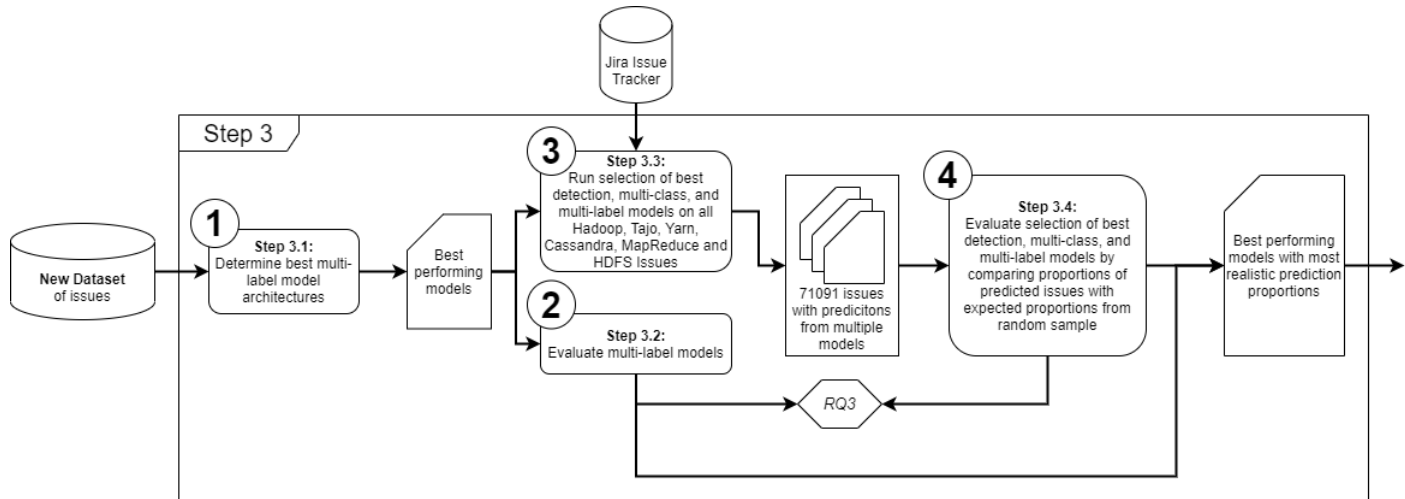 Jira Issue
Tracker
Step 3
1
Step 3.1:
Determine best multi-
label model
architectures
New Dataset
of issues
Best
performing
models
3
Step 3.3:
Run selection of best
detection, multi-class, and
multi-label models on all
Hadoop, Tajo, Yarn,
Cassandra, MapReduce and
HDFS Issues
2
Step 3.2:
Evaluate multi-label models
71091 issues
with predicitons
from multiple
models
4
Step 3.4:
Evaluate selection of best
detection, multi-class, and
multi-label models by
comparing proportions of
predicted issues with
expected proportions from
random sample
Best performing
models with most
realistic prediction
proportions
RQ3